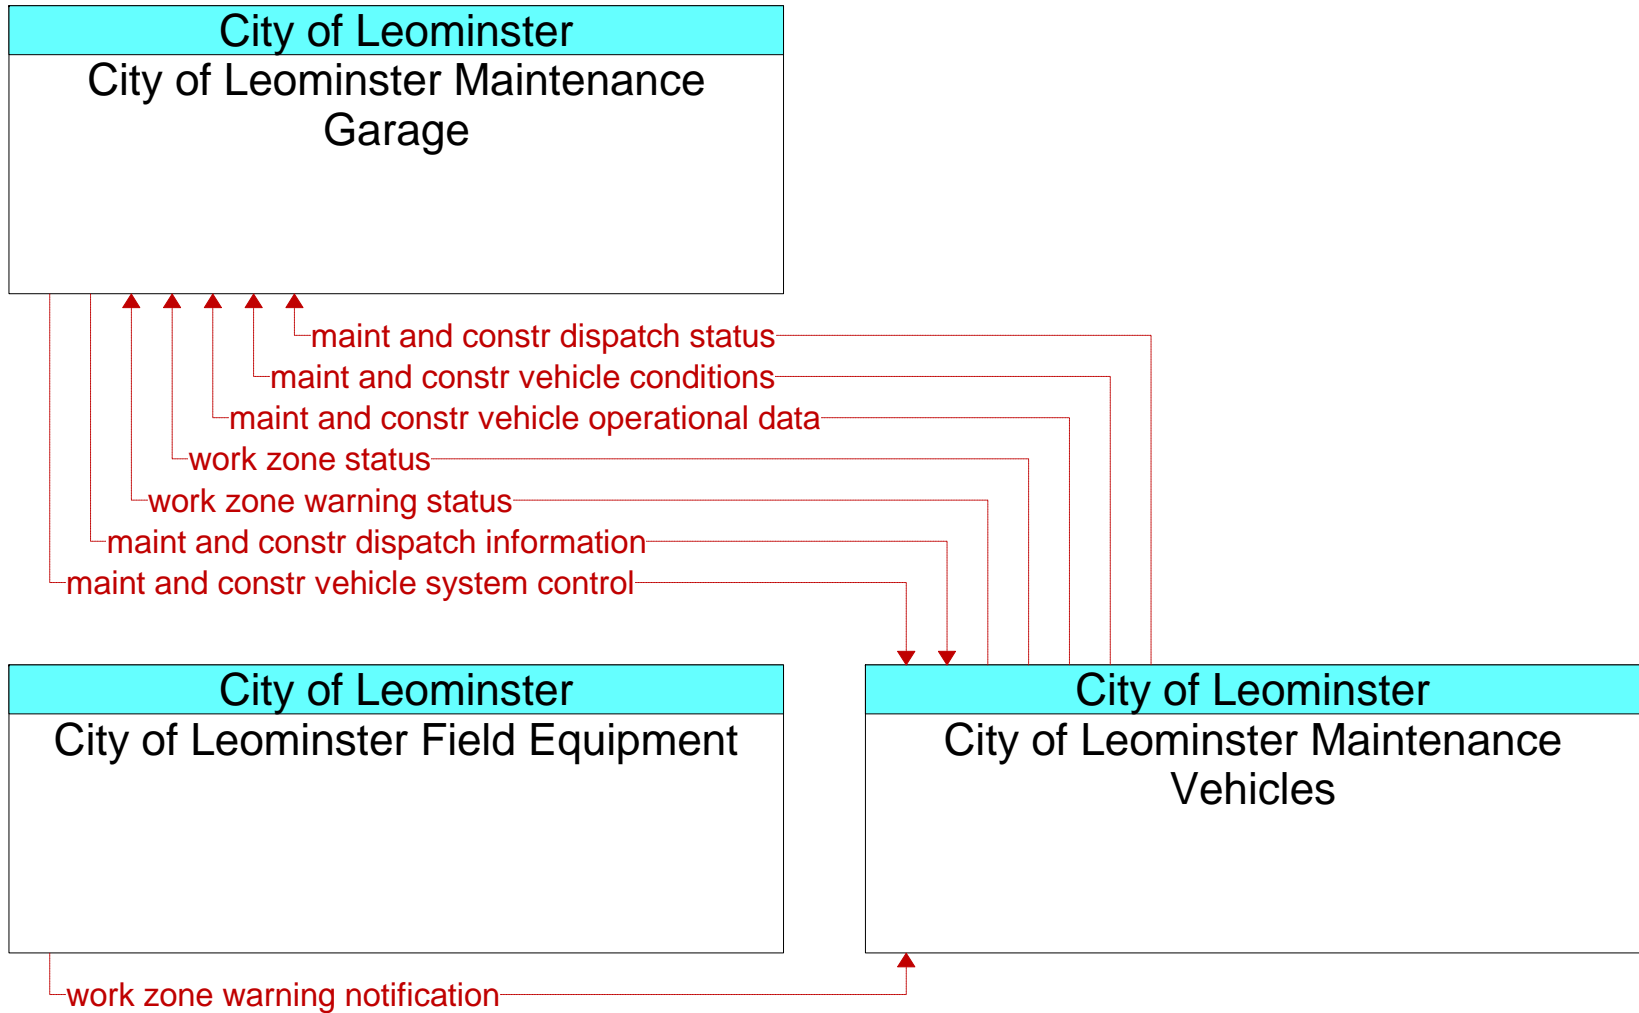 City of Leominster
City of Leominster Maintenance
Garage
maint and constr dispatch status
maint and constr vehicle conditions
maint and constr vehicle operational data
work zone status
work zone warning status
maint and constr dispatch information
maint and constr vehicle system control
City of Leominster
City of Leominster Field Equipment
City of Leominster
City of Leominster Maintenance
Vehicles
work zone warning notification